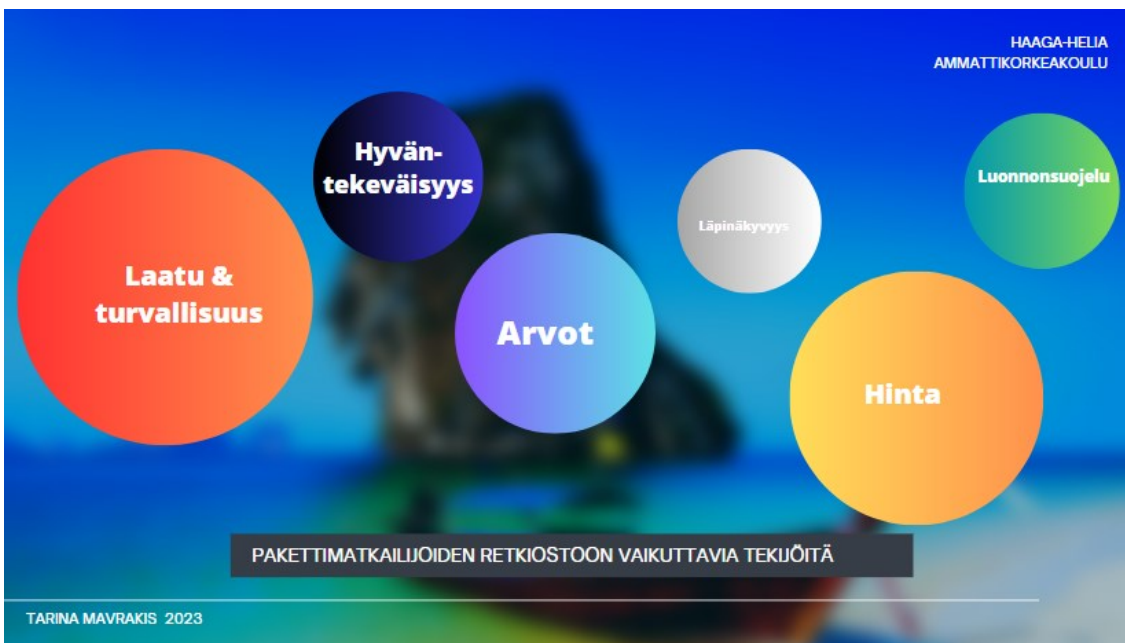 HAAGA-HELIA
AMMATTIKORKEAKOULU
Hyvän-
tekeväisyys
Luonnonsuojelu
Läpinäkyvyys
Laatu &
turvallisuus
Arvot
Hinta
PAKETTIMATKAILIJOIDEN RETKIOSTOON VAIKUTTAVIA TEKIJÖITÄ
TARINA MAVRAKIS 2023